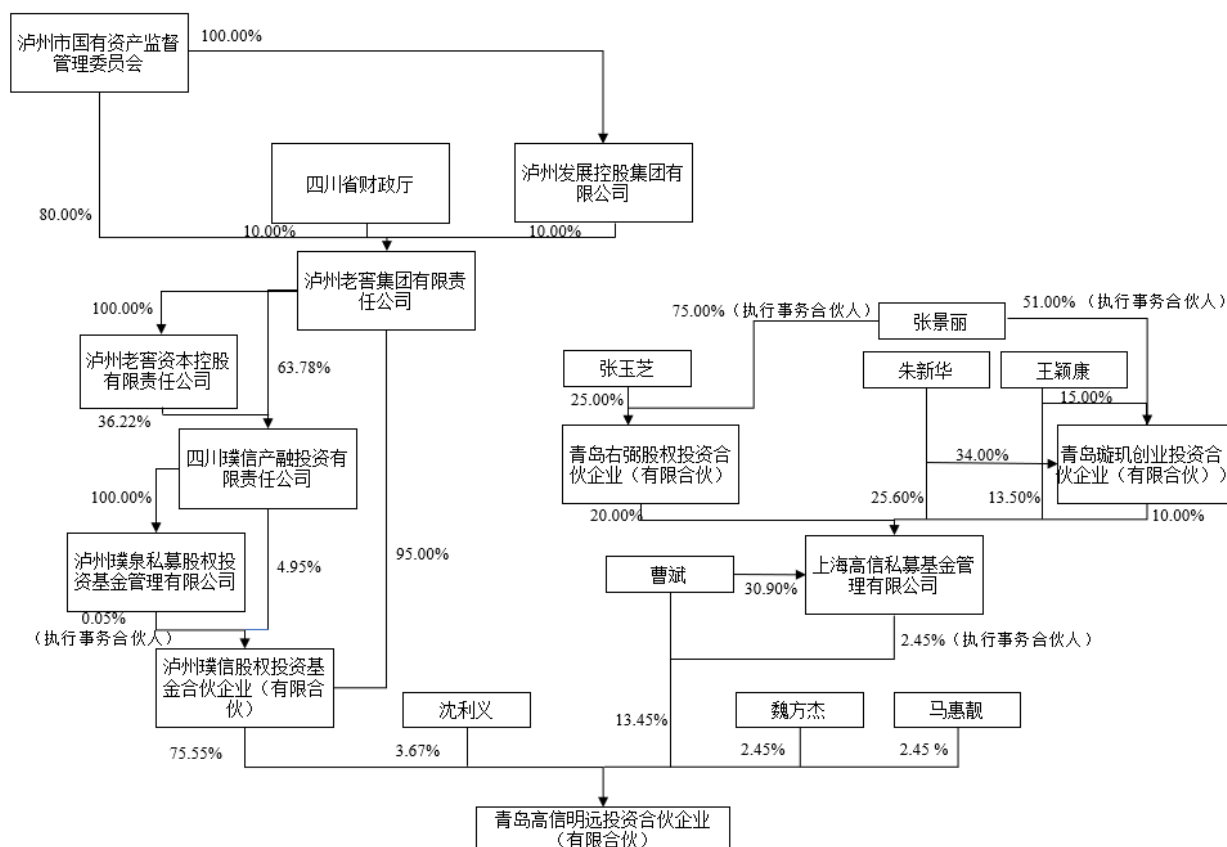 泸州市国有资产监督
管理委员会
100.00%
四川省财政厅
泸州发展控股集团有
限公司
80.00%
10.00%
10.00%
泸州老窖集团有限责
任公司
100.00%
75.00%（执行事务合伙人）
51.00%（执行事务合伙人）
张景丽
泸州老窖资本控股
有限责任公司
63.78%
张玉芝
朱新华
王颖康
25.00%
15.00%
36.22%
四川璞信产融投资有
限责任公司
青岛右弼股权投资合
伙企业（有限合伙）
34.00%
青岛璇玑创业投资合
伙企业（有限合伙））
100.00%
25.60%
13.50%
20.00%
10.00%
泸州璞泉私募股权投
资基金管理有限公司
4.95%
95.00%
曹斌
30.90%
上海高信私募基金管
理有限公司
0.05%
（执行事务合伙人）
2.45%（执行事务合伙人）
泸州璞信股权投资基
金合伙企业（有限合
伙）
沈利义
13.45%
魏方杰
马惠靓
75.55%
3.67%
2.45%
2.45 %
青岛高信明远投资合伙企业
（有限合伙）